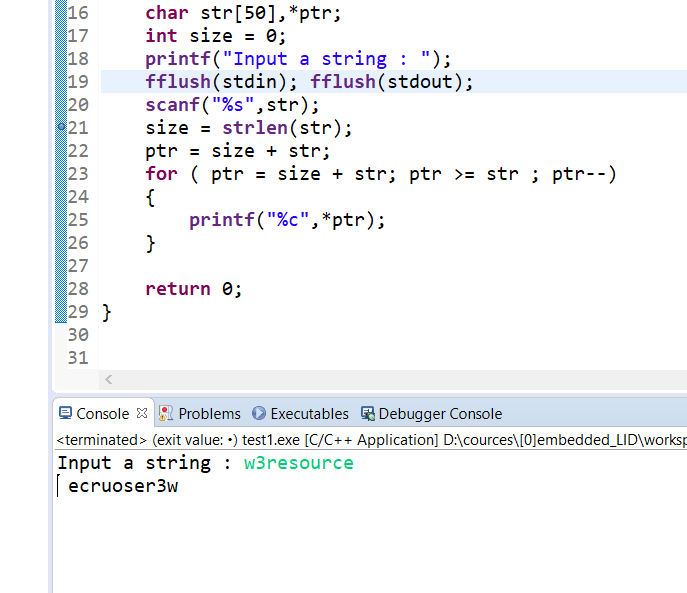 16 char str[50],*ptr;
17 int size = 0;
18 printf("Input a string : ");
19 fflush(stdin); fflush(stdout);
20 scanf("%s",str);
21 size = strlen(str);
22 ptr = size + str;
23 for ( ptr = size + str; ptr >= str ; ptr--)
24 {
25 printf("%c",*ptr);
26 }
27
28 return 0;
29 }
30
31
Console Problems Executables Debugger Console
<terminated> (exit value: •) test1.exe [C/C++ Application] D:\cources\[0]embedded_LID\worksp
Input a string : w3resource
ecruoser3w